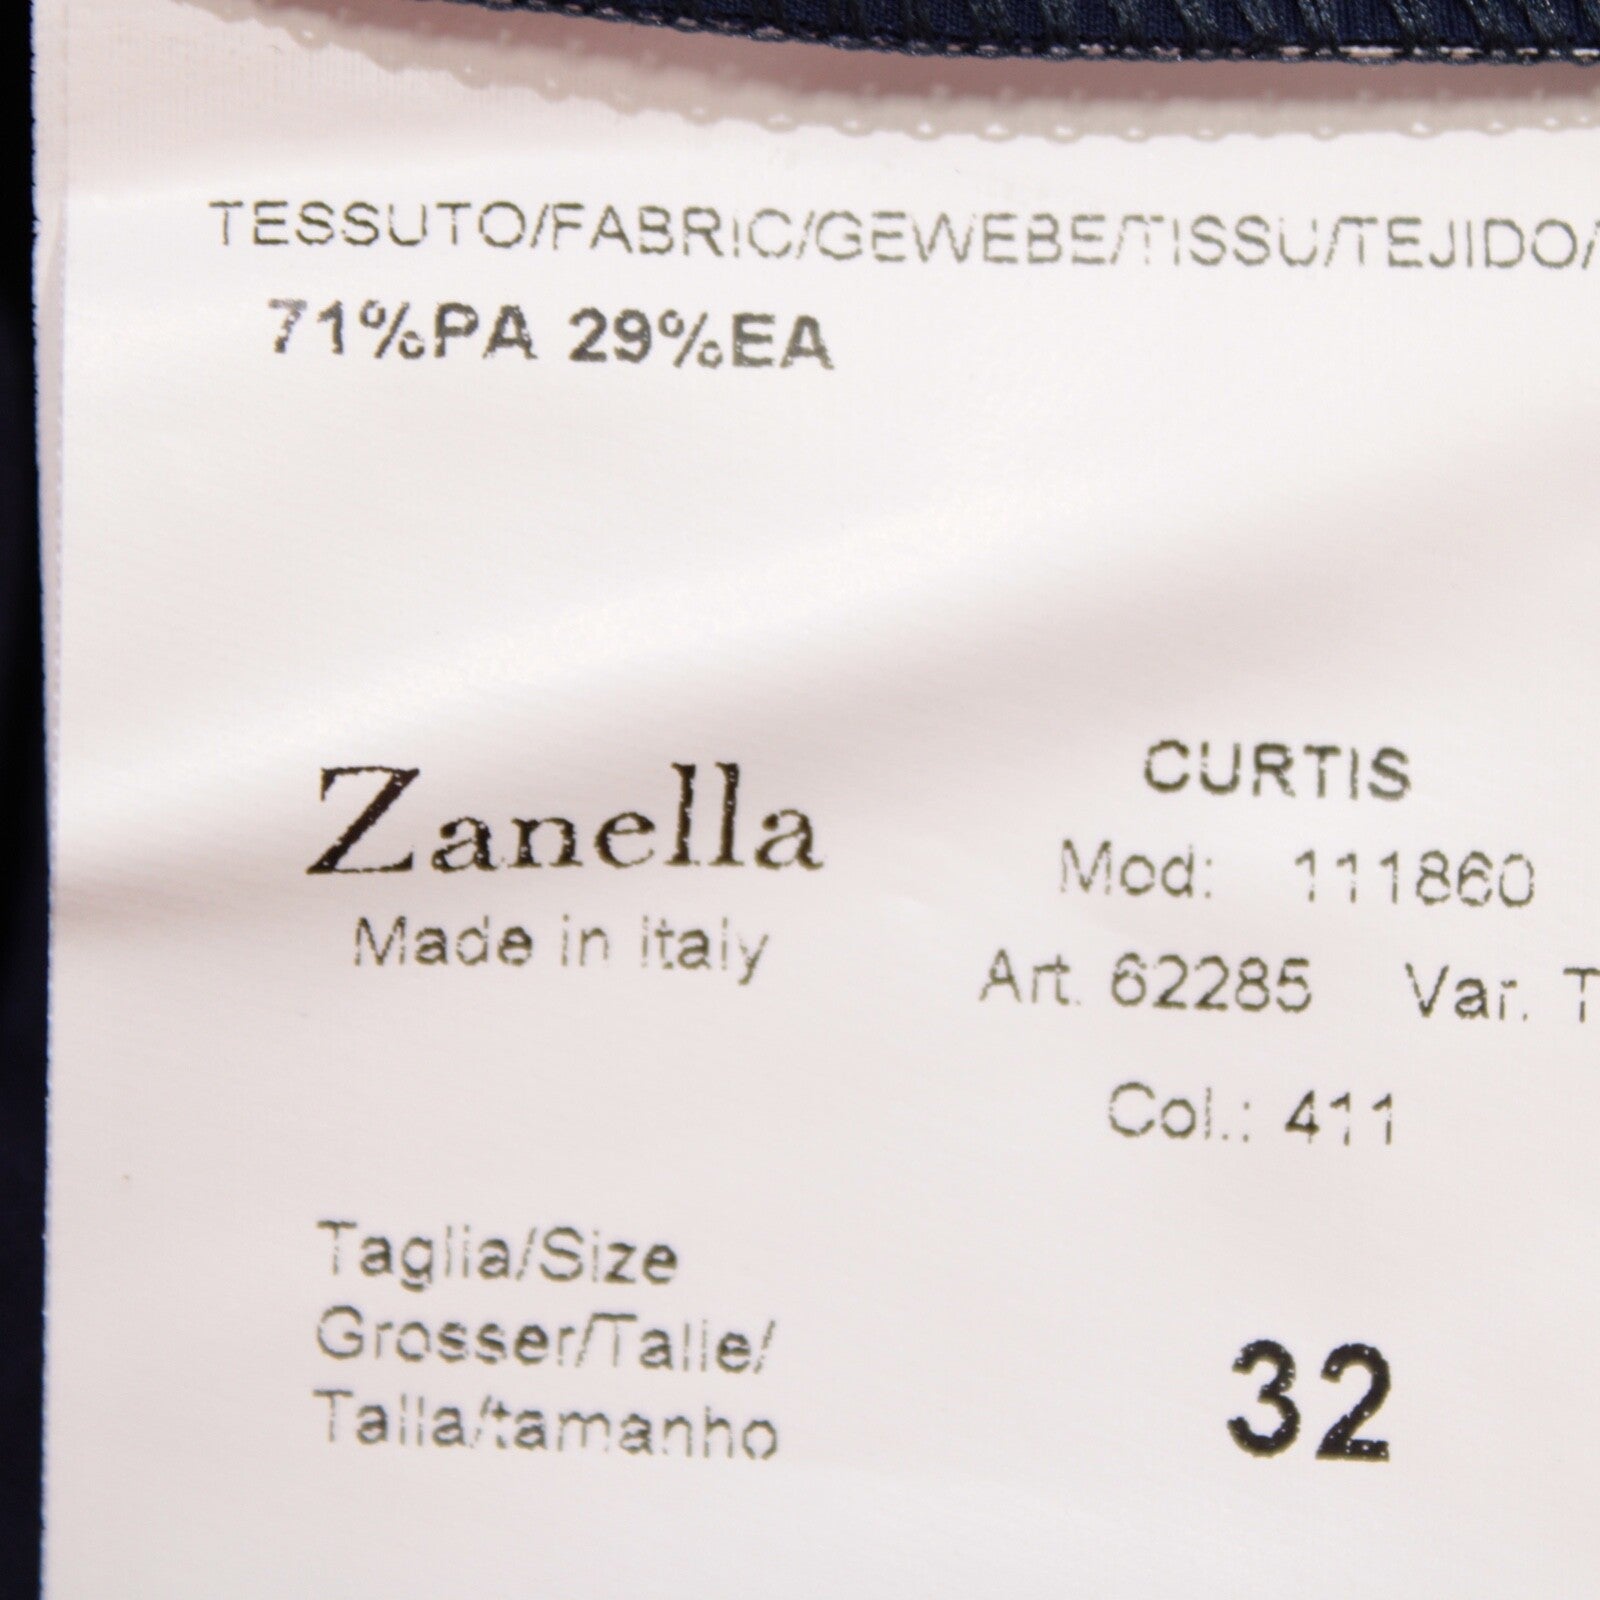 TESSUTO/FABRIC/GEWEBE/TISSU/TEJIDO/
71%PA 29%EA
Zanella
Made in Italy
CURTIS
Mod: 111860
Art. 62285 Var. T
Col.: 411
Taglia/Size
Grosser/Talle/
Talla/tamanho
32